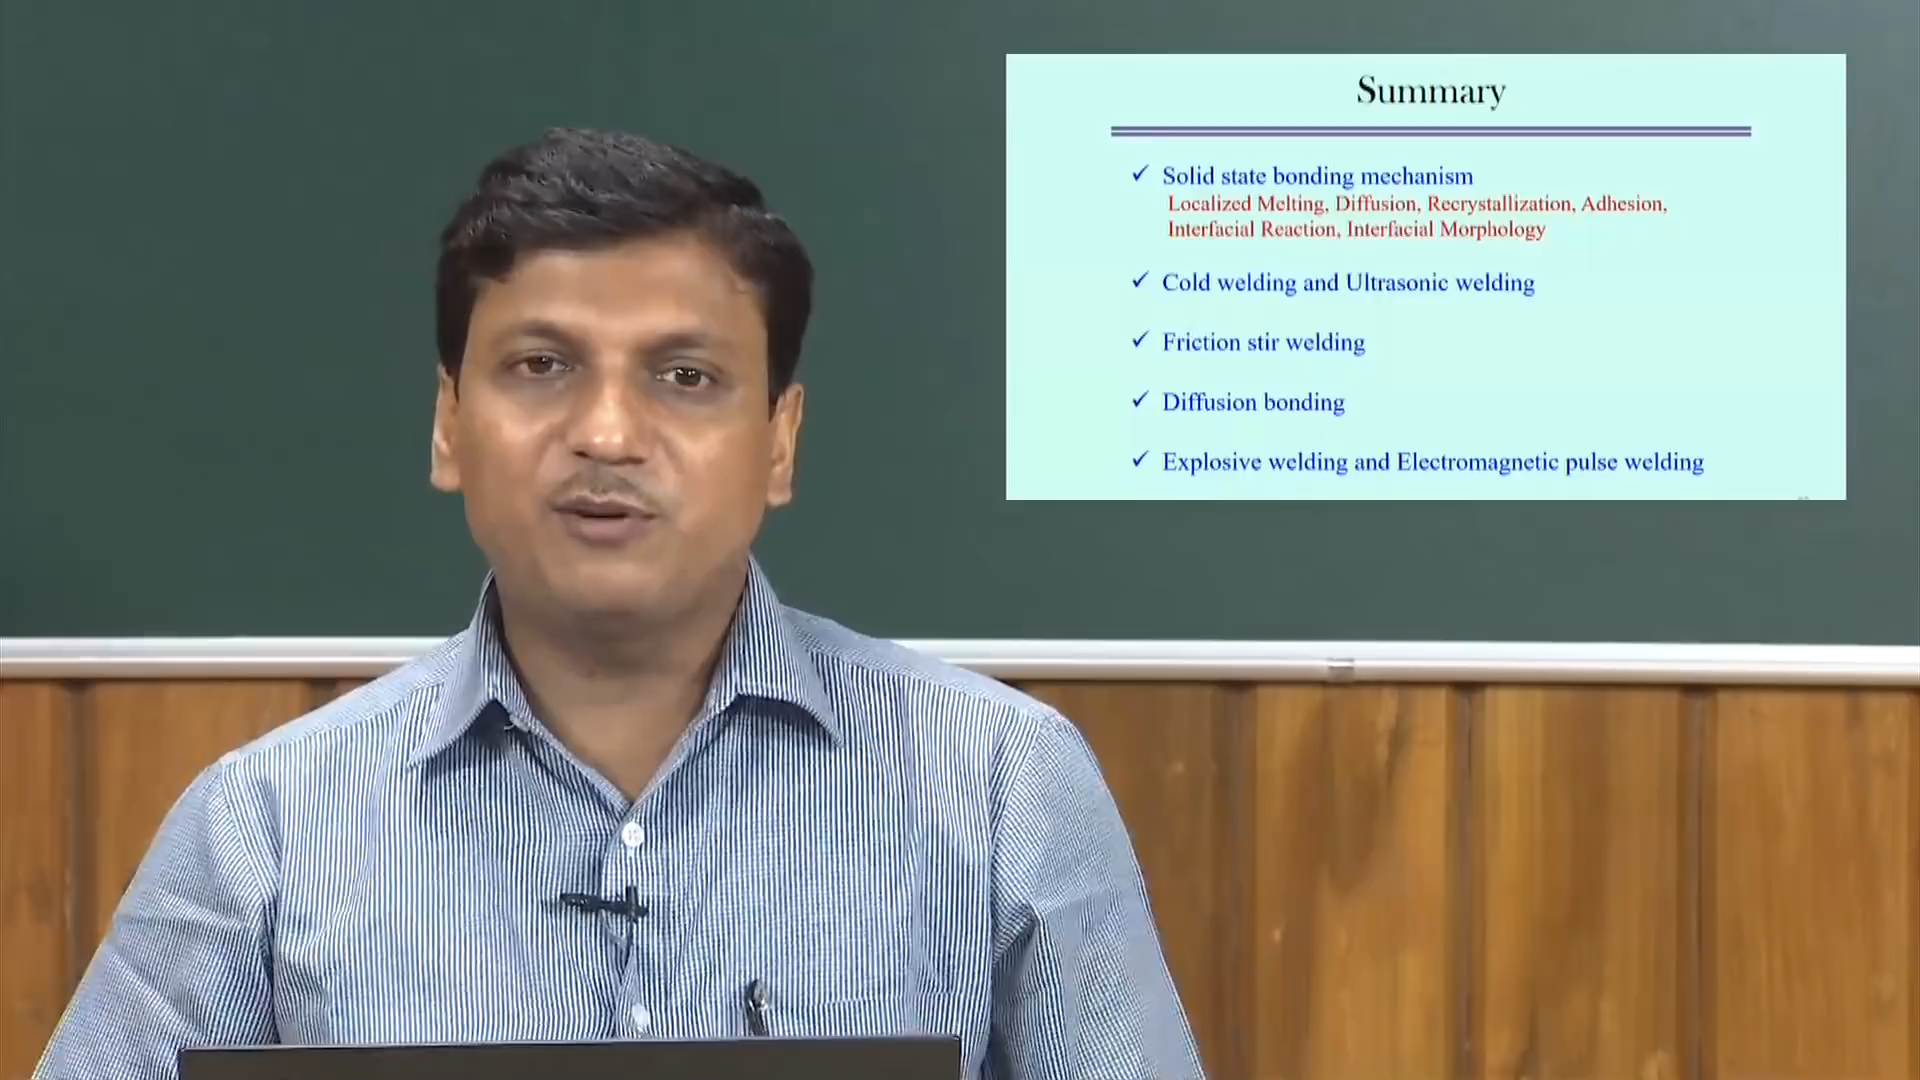 Summary
✓ Solid state bonding mechanism
Localized Melting, Diffusion, Recrystallization, Adhesion,
Interfacial Reaction, Interfacial Morphology
✓ Cold welding and Ultrasonic welding
✓ Friction stir welding
✓ Diffusion bonding
✓ Explosive welding and Electromagnetic pulse welding